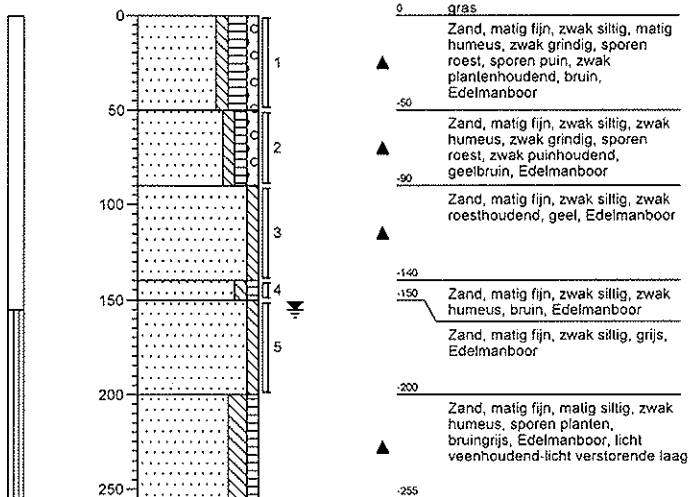 0
50
100
150
200
250
1
2
3
4
5
0
gras
Zand, matig fijn, zwak siltig, matig
humeus, zwak grindig, sporen
roest, sporen puin, zwak
plantenhoudend, bruin,
Edelmanboor
-50
Zand, matig fijn, zwak siltig, zwak
humeus, zwak grindig, sporen
roest, zwak puinhoudend,
geelbruin, Edelmanboor
-90
Zand, matig fijn, zwak siltig, zwak
roesthoudend, geel, Edelmanboor
-140
Zand, matig fijn, zwak siltig, zwak
humeus, bruin, Edelmanboor
-150
Zand, matig fijn, zwak siltig, grijs,
Edelmanboor
-200
Zand, matig fijn, matig siltig, zwak
humeus, sporen planten,
bruingrijs, Edelmanboor, licht
veenhoudend-licht verstorende laag
-255